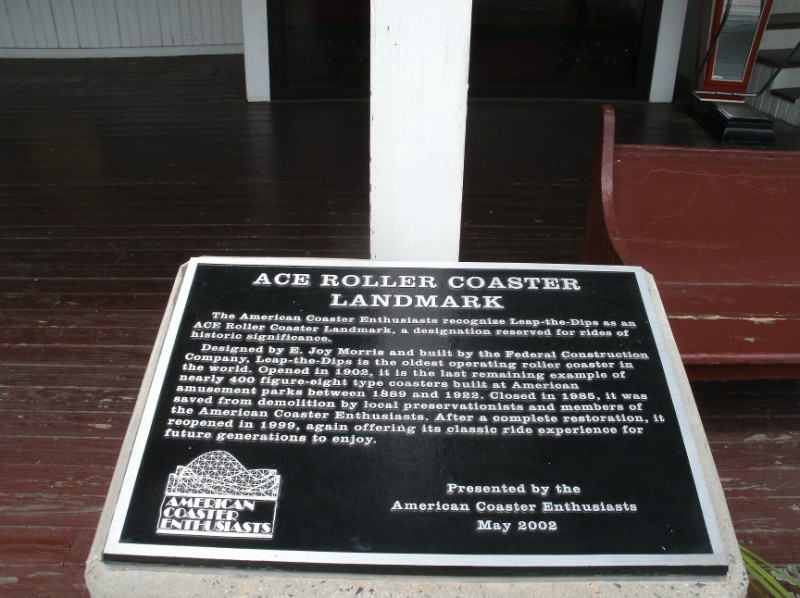 ACE ROLLER COASTER
LANDMARK
The American Coaster Enthusiasts recognize Leap-the-Dips as an
ACE Roller Coaster Landmark, a designation reserved for rides of
historic significance.
Designed by E. Joy Morris and built by the Federal Construction
Company, Leap-the-Dips is the oldest operating roller coaster in
the world. Opened in 1902, it is the last remaining example of
nearly 400 figure-eight type coasters built at American
amusement parks between 1889 and 1922. Closed in 1985, it was
saved from demolition by local preservationists and members of
the American Coaster Enthusiasts. After a complete restoration, it
reopened in 1999, again offering its classic ride experience for
future generations to enjoy.
AMERICAN
COASTER
ENTHUSIASTS
Presented by the
American Coaster Enthusiasts
May 2002